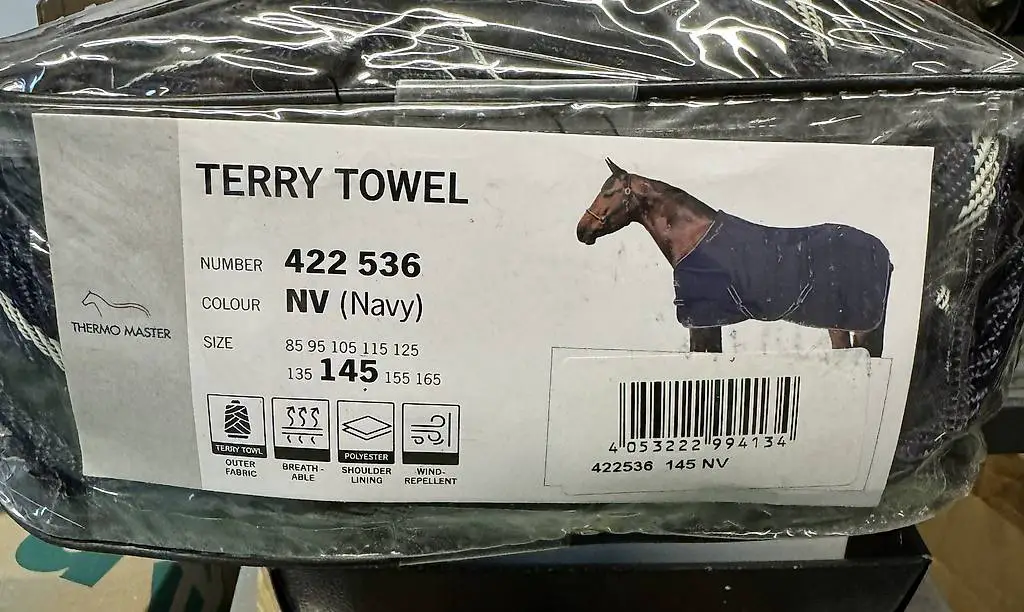 TERRY TOWEL
NUMBER 422 536
COLOUR NV (Navy)
SIZE 85 95 105 115 125
135 145 155 165
THERMO MASTER
TERRY TOWL
OUTER
FABRIC
BREATH-
ABLE
POLYESTER
SHOULDER
LINING
WIND-
REPELLENT
4 053222 994134
422536 145 NV